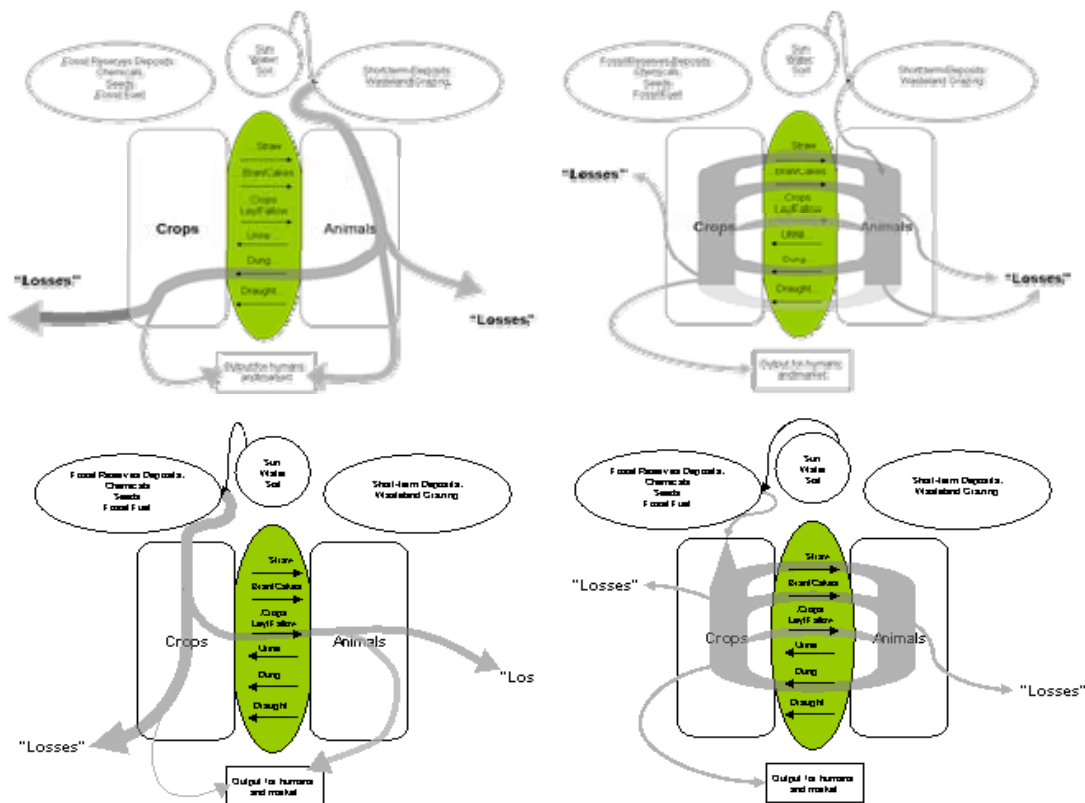 Fossil Reserves Deposits:
Chemicals
Seeds
Fossil Fuel
Sun
Water
Soil
Short-term Deposits:
Wasteland Grazing
Straw
Bran/Cakes
Crops
Ley/Fallow
Urine
Dung
Draught
Crops
Animals
"Losses"
"Losses"
Output for humans
and market
Fossil Reserves Deposits:
Chemicals
Seeds
Fossil Fuel
Sun
Water
Soil
Short-term Deposits:
Wasteland Grazing
Straw
Bran/Cakes
Crops
Ley/Fallow
Urine
Dung
Draught
Crops
Animals
"Losses"
"Losses"
Output for humans
and market
Fossil Reserves Deposits.
Chemicals
Seeds
Fossil Fuel
Sun
Water
Soil
Short-term Deposits.
Wasteland Grazing
Straw
Bran/Cakes
/Crops
Ley/Fallow
Urine
Dung
Draught
Crops
Animals
"Los
"Losses"
Output for humans
and market
Fossil Reserves Deposits.
Chemicals
Seeds
Fossil Fuel
Sun
Water
Soil
Short-term Deposits.
Wasteland Grazing
Straw
Bran/Cakes
/Crops
Ley/Fallow
Urine
Dung
Draught
Crops
Animals
"Losses"
"Losses"
Output for humans
and market